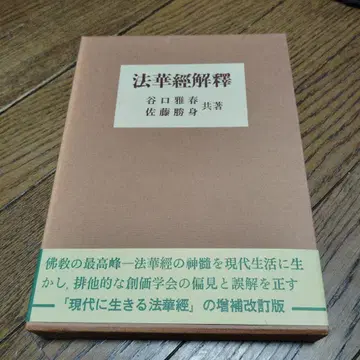 法華經解釋
谷口雅春
佐藤勝身
共著
佛教の最高峰―法華經の神髄を現代生活に生
かし,排他的な創価学会の偏見と誤解を正す
「現代に生きる法華經」の増補改訂版